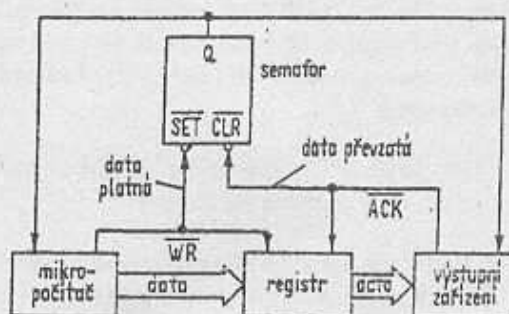 Q
semafor
SET CLR
data
platná
data převzatá
ACK
WR
mikro-
počítač
data
registr
data
výstupní
zařízení